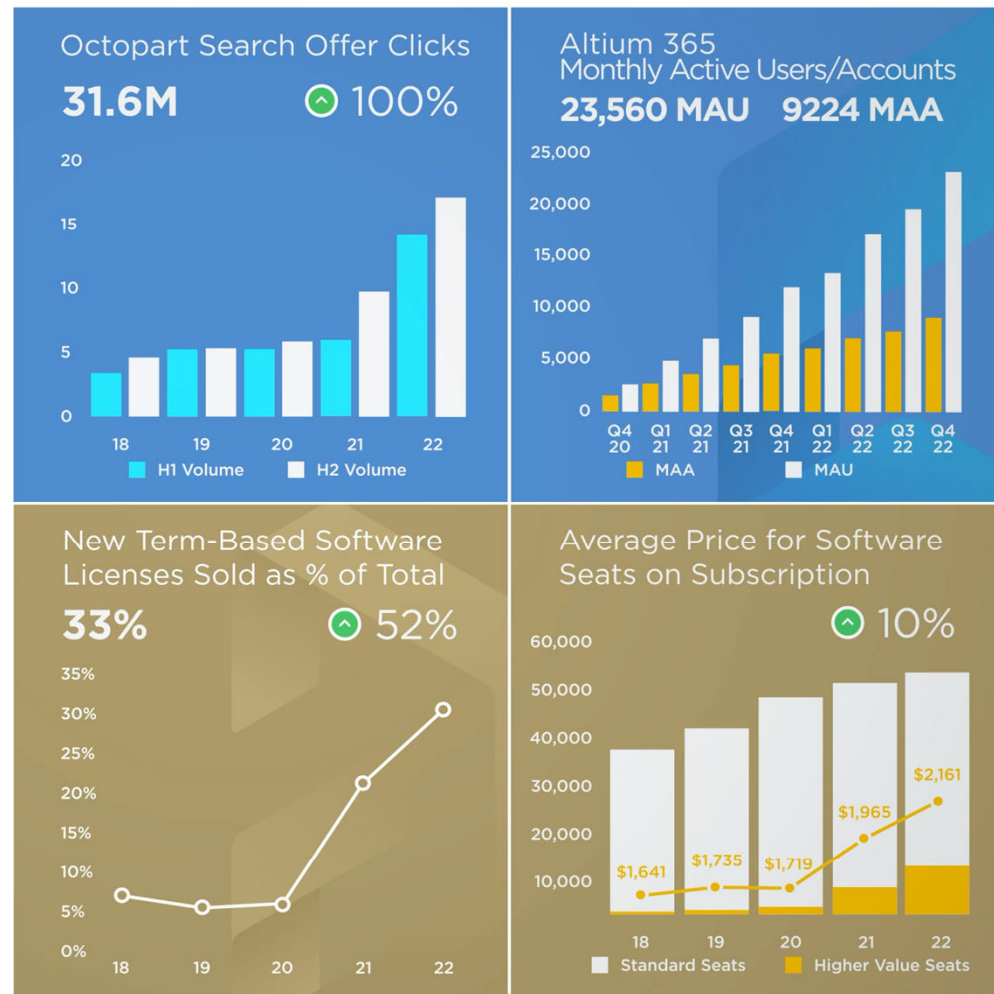 Octopart Search Offer Clicks
31.6M 100%
20
15
10
5
0
18 19 20 21 22
H1 Volume H2 Volume
Altium 365
Monthly Active Users/Accounts
23,560 MAU 9224 MAA
25,000
20,000
15,000
10,000
5,000
0
Q4 Q1 Q2 Q3 Q4 Q1 Q2 Q3 Q4
20 21 21 21 21 22 22 22 22
MAA MAU
New Term-Based Software
Licenses Sold as % of Total
33% 52%
35%
30%
25%
20%
15%
10%
5%
0%
18 19 20 21 22
Average Price for Software
Seats on Subscription
10%
60,000
50,000
40,000
30,000
20,000
10,000
$1,641 $1,735 $1,719 $1,965 $2,161
18 19 20 21 22
Standard Seats Higher Value Seats